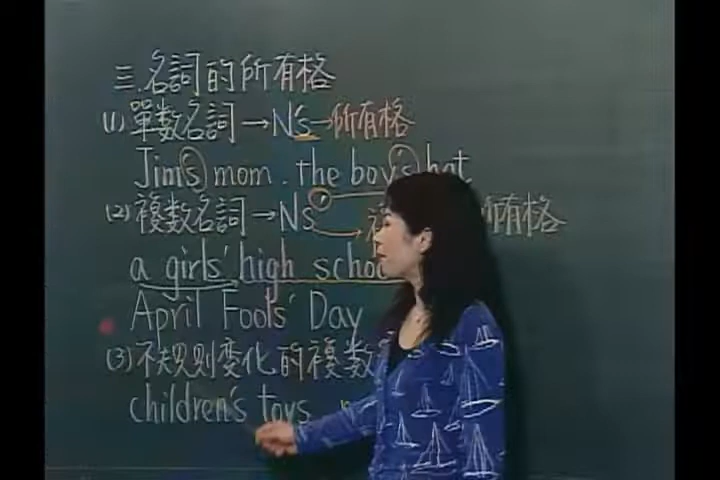 三.名詞的所有格
(1) 單數名詞→N's→所有格
Jim's mom . the boy's hat
(2) 複數名詞→Ns'→ 所有格
a girls' high schoo
April Fools' Day
(3) 不規則变化的複數
children's toys